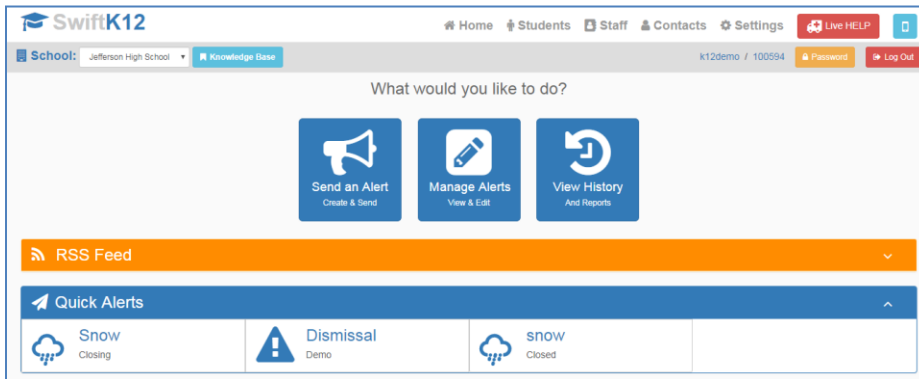 SwiftK12
Home Students Staff Contacts Settings Live HELP
School: Jefferson High School Knowledge Base k12demo / 100594 Password Log Out
What would you like to do?
Send an Alert Manage Alerts View History
Create & Send View & Edit And Reports
RSS Feed
Quick Alerts
Snow Dismissal snow
Closing Demo Closed